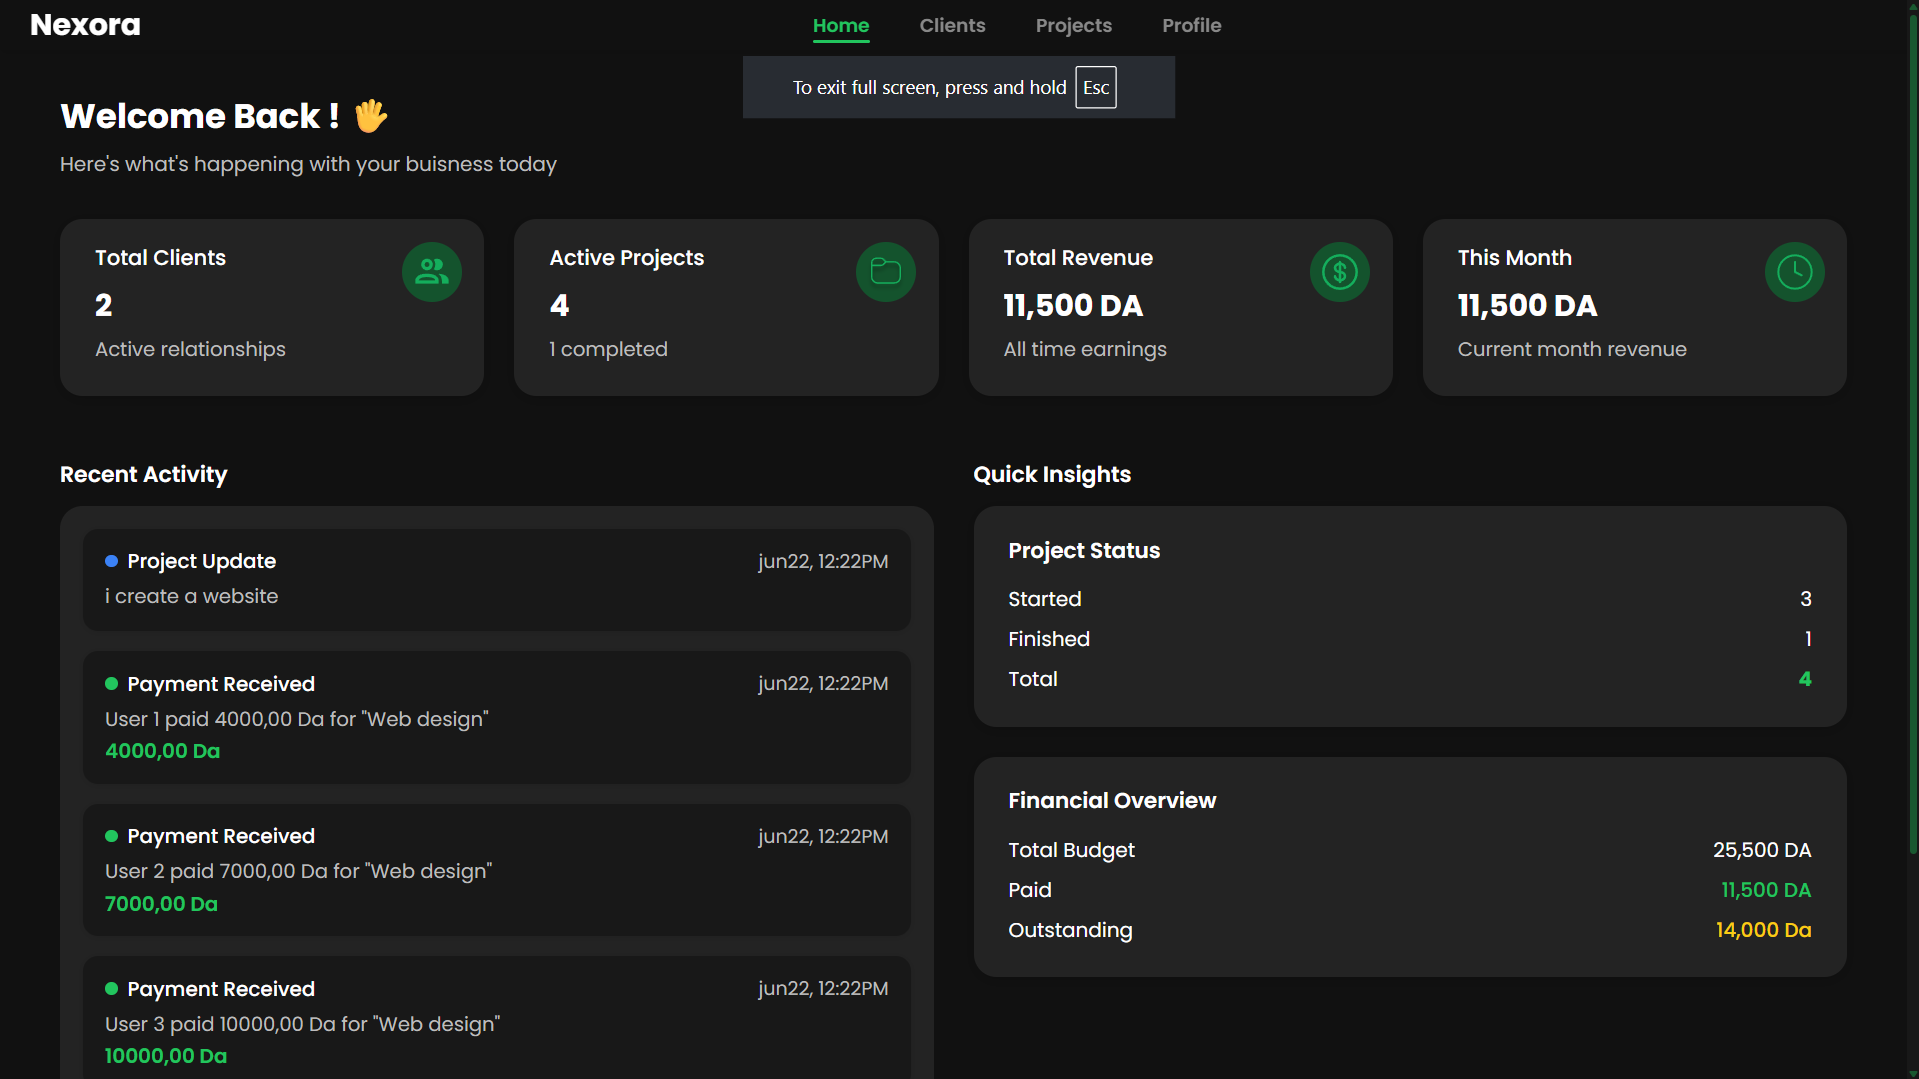 Nexora
Home Clients Projects Profile
To exit full screen, press and hold Esc
Welcome Back !
Here's what's happening with your buisness today
Total Clients
2
Active relationships
Active Projects
4
1 completed
Total Revenue
11,500 DA
All time earnings
This Month
11,500 DA
Current month revenue
Recent Activity
Project Update jun22, 12:22PM
i create a website
Payment Received jun22, 12:22PM
User 1 paid 4000,00 Da for "Web design"
4000,00 Da
Payment Received jun22, 12:22PM
User 2 paid 7000,00 Da for "Web design"
7000,00 Da
Payment Received jun22, 12:22PM
User 3 paid 10000,00 Da for "Web design"
10000,00 Da
Quick Insights
Project Status
Started 3
Finished 1
Total 4
Financial Overview
Total Budget 25,500 DA
Paid 11,500 DA
Outstanding 14,000 Da